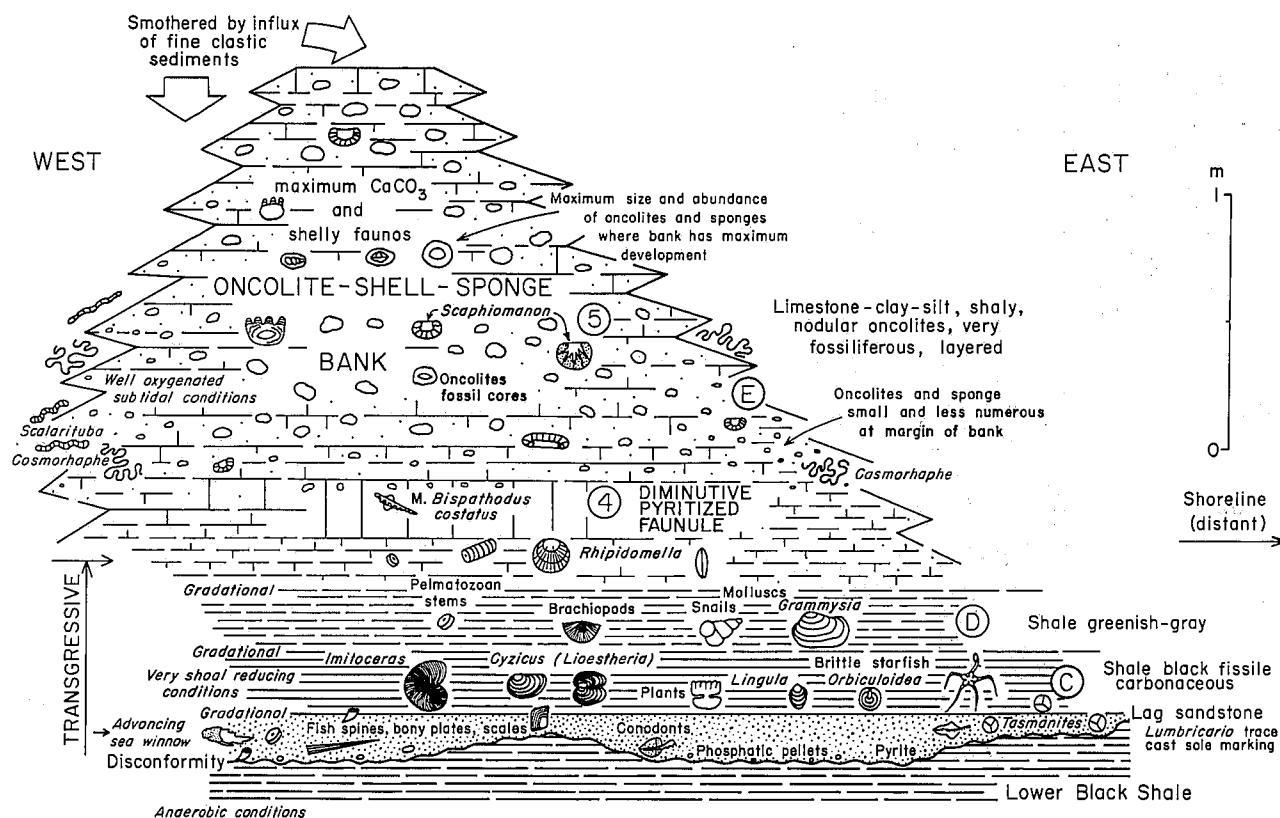 Smothered by influx
of fine clastic
sediments
WEST
EAST
m
1
0
maximum CaCO3
and
shelly faunos
Maximum size and abundance
of oncolites and sponges
where bank has maximum
development
ONCOLITE-SHELL-SPONGE
BANK
Scaphiomanon
5
Limestone-clay-silt, shaly,
nodular oncolites, very
fossiliferous, layered
Well oxygenated
subtidal conditions
Oncolites
fossil cores
E
Oncolites and sponge
small and less numerous
at margin of bank
Scalarituba
Cosmorhaphe
Casmorhaphe
M. Bispathodus
costatus
4
DIMINUTIVE
PYRITIZED
FAUNULE
Shoreline
(distant)
Rhipidomella
TRANSGRESSIVE
Gradational
Pelmatozoan
stems
Brachiopods
Molluscs
Snails
Grammysia
D
Shale greenish-gray
Gradational
Very shoal reducing
conditions
Imitoceras
Cyzicus (Lioestheria)
Plants
Lingula
Brittle starfish
Orbiculoidea
C
Shale black fissile
carbonaceous
Gradational
Advancing
sea winnow
Fish spines, bony plates, scales
Conodonts
Phosphatic pellets
Pyrite
Tasmanites
Lag sandstone
Lumbricaria trace
cast sole marking
Disconformity
Lower Black Shale
Anaerobic conditions